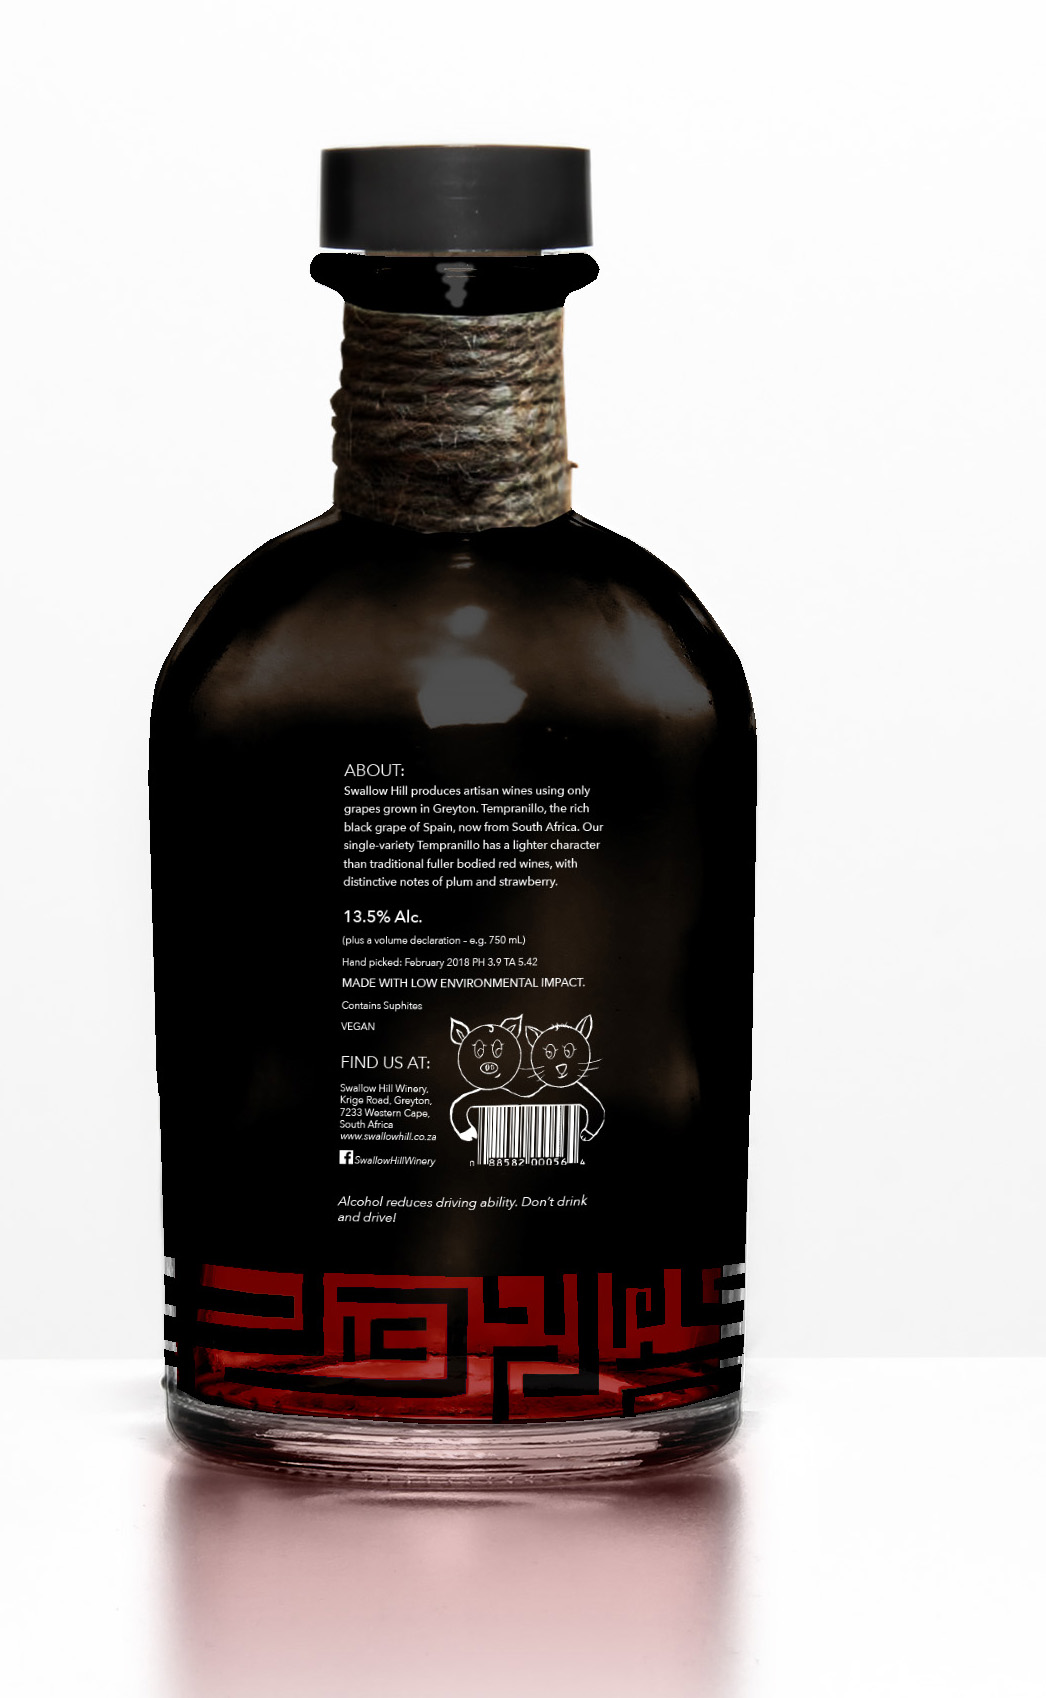 ABOUT:
Swallow Hill produces artisan wines using only
grapes grown in Greyton. Tempranillo, the rich
black grape of Spain, now from South Africa. Our
single-variety Tempranillo has a lighter character
than traditional fuller bodied red wines, with
distinctive notes of plum and strawberry.
13.5% Alc.
(plus a volume declaration - e.g. 750 mL)
Hand picked: February 2018 PH 3.9 TA 5.42
MADE WITH LOW ENVIRONMENTAL IMPACT.
Contains Suphites
VEGAN
FIND US AT:
Swallow Hill Winery,
Krige Road, Greyton,
7233 Western Cape,
South Africa
www.swallowhill.co.za
SwallowHillWinery
0 88582 00056 4
Alcohol reduces driving ability. Don't drink
and drive!